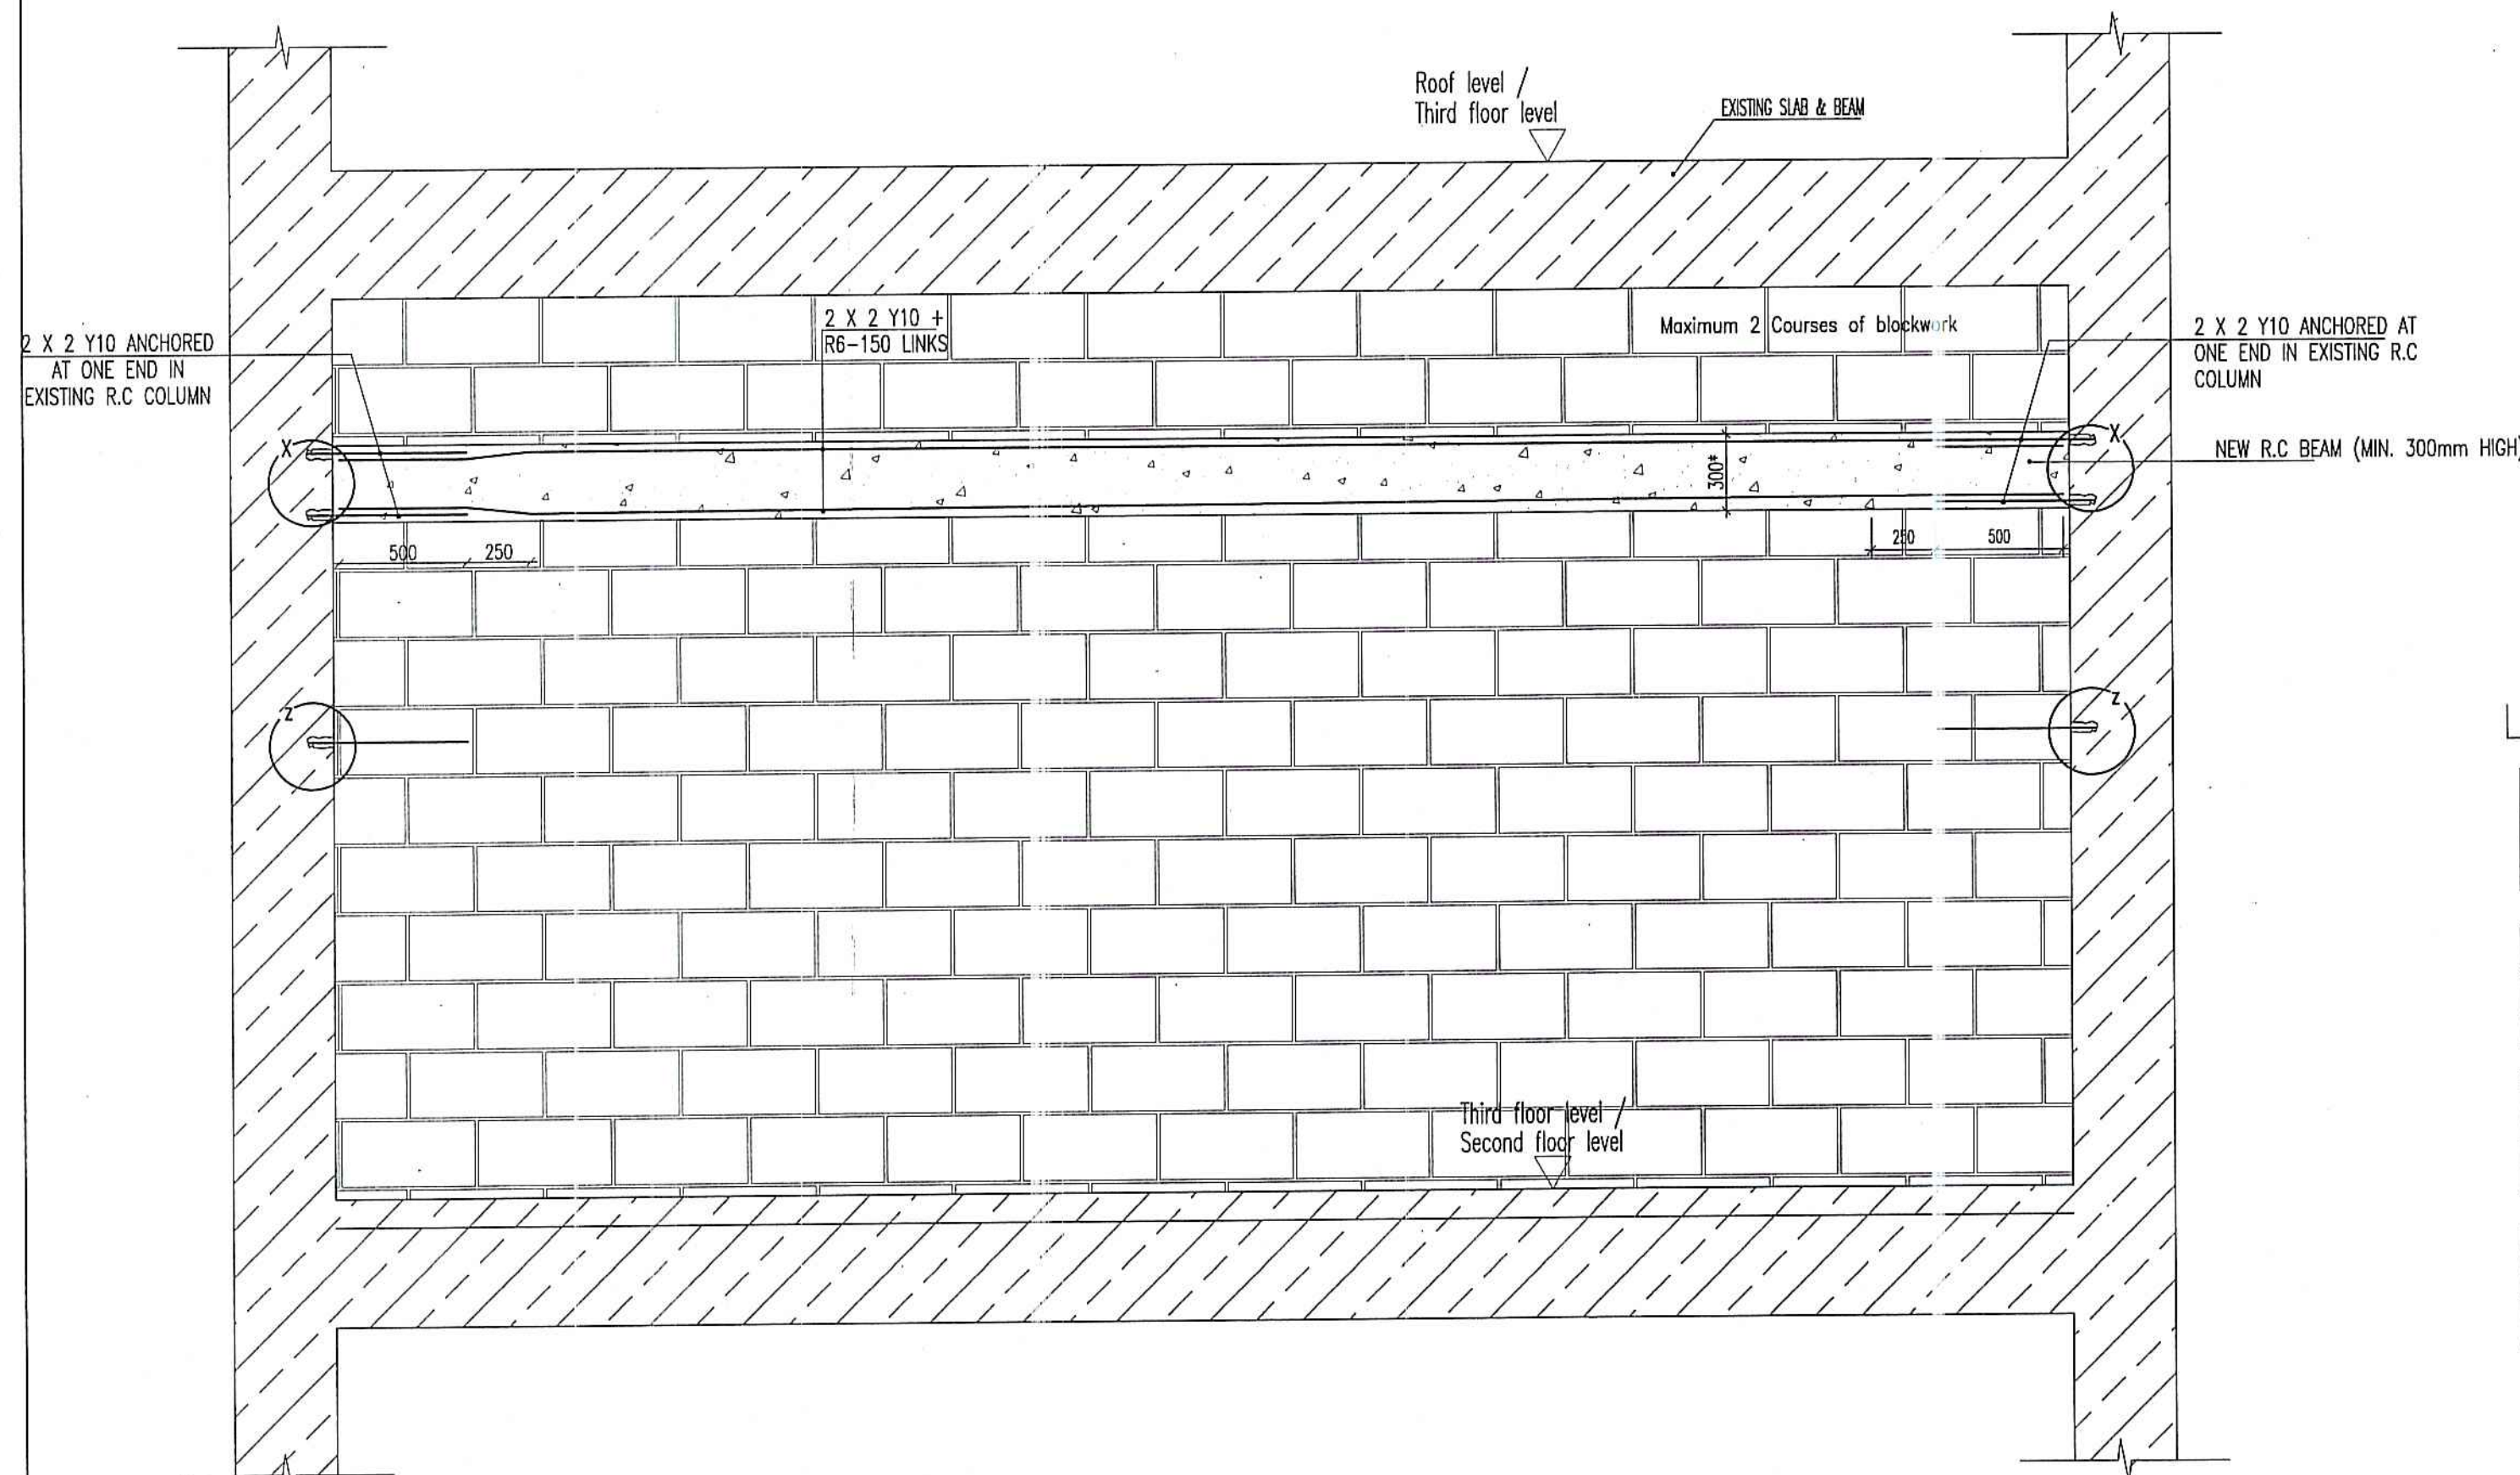 Roof level /
Third floor level
EXISTING SLAB & BEAM
2 X 2 Y10 ANCHORED
AT ONE END IN
EXISTING R.C COLUMN
2 X 2 Y10 +
R6-150 LINKS
Maximum 2 Courses of blockwork
2 X 2 Y10 ANCHORED AT
ONE END IN EXISTING R.C
COLUMN
X
X
NEW R.C BEAM (MIN. 300mm HIGH)
300*
500
250
250
500
Z
Z
Third floor level /
Second floor level